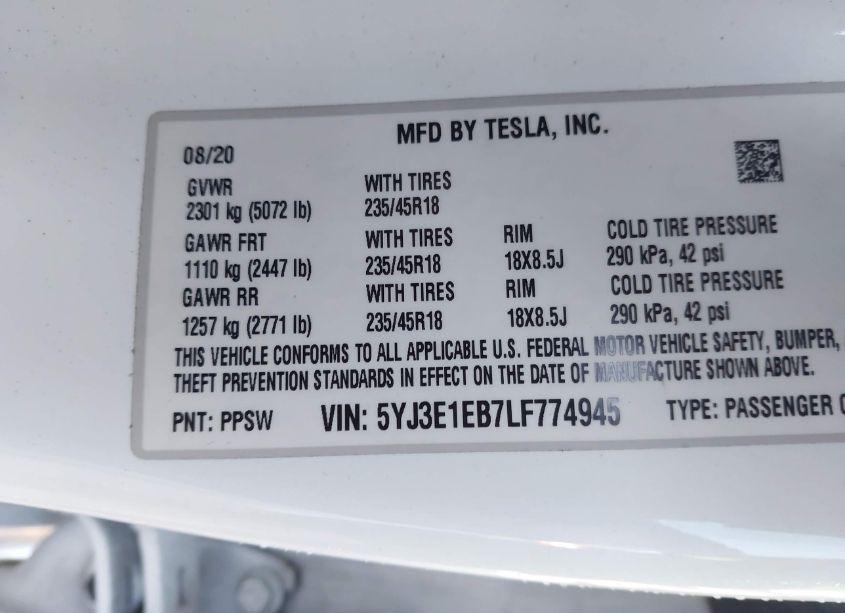 MFD BY TESLA, INC.
08/20
GVWR WITH TIRES
2301 kg (5072 lb) 235/45R18
GAWR FRT WITH TIRES RIM COLD TIRE PRESSURE
1110 kg (2447 lb) 235/45R18 18X8.5J 290 kPa, 42 psi
GAWR RR WITH TIRES RIM COLD TIRE PRESSURE
1257 kg (2771 lb) 235/45R18 18X8.5J 290 kPa, 42 psi
THIS VEHICLE CONFORMS TO ALL APPLICABLE U.S. FEDERAL MOTOR VEHICLE SAFETY, BUMPER,
THEFT PREVENTION STANDARDS IN EFFECT ON THE DATE OF MANUFACTURE SHOWN ABOVE.
PNT: PPSW VIN: 5YJ3E1EB7LF774945 TYPE: PASSENGER